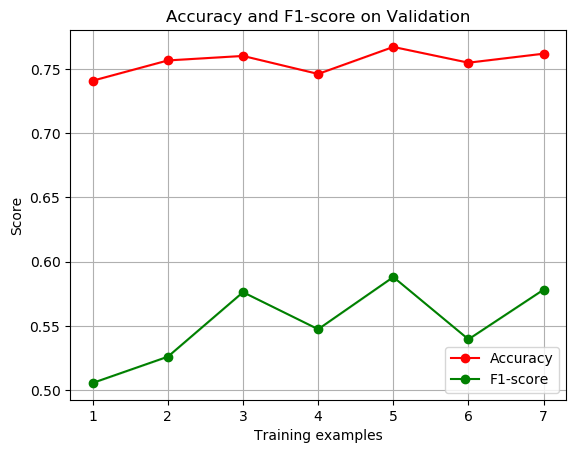 Accuracy and F1-score on Validation
Score
0.75
0.70
0.65
0.60
0.55
0.50
Accuracy
F1-score
1 2 3 4 5 6 7
Training examples